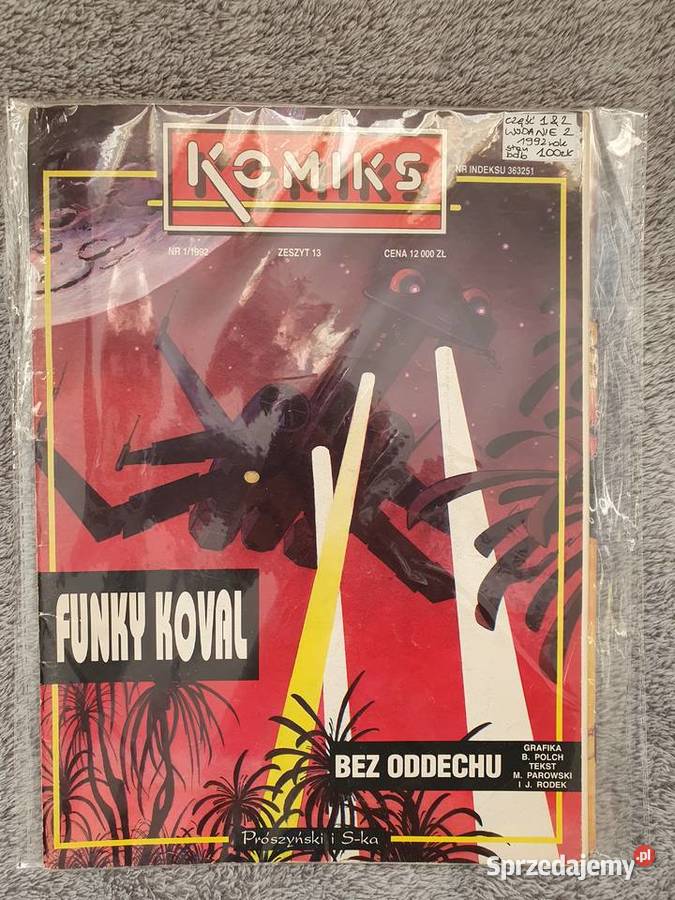 część 1 & 2
WYDANIE 2
1992 rok
stan
bdb 100zł
KOMIKS
NR INDEKSU 363251
NR 1/1992 ZESZYT 13 CENA 12 000 ZŁ
FUNKY KOVAL
BEZ ODDECHU
GRAFIKA
B. POLCH
TEKST
M. PAROWSKI
I J. RODEK
Prószyński i S-ka
Sprzedajemy.pl